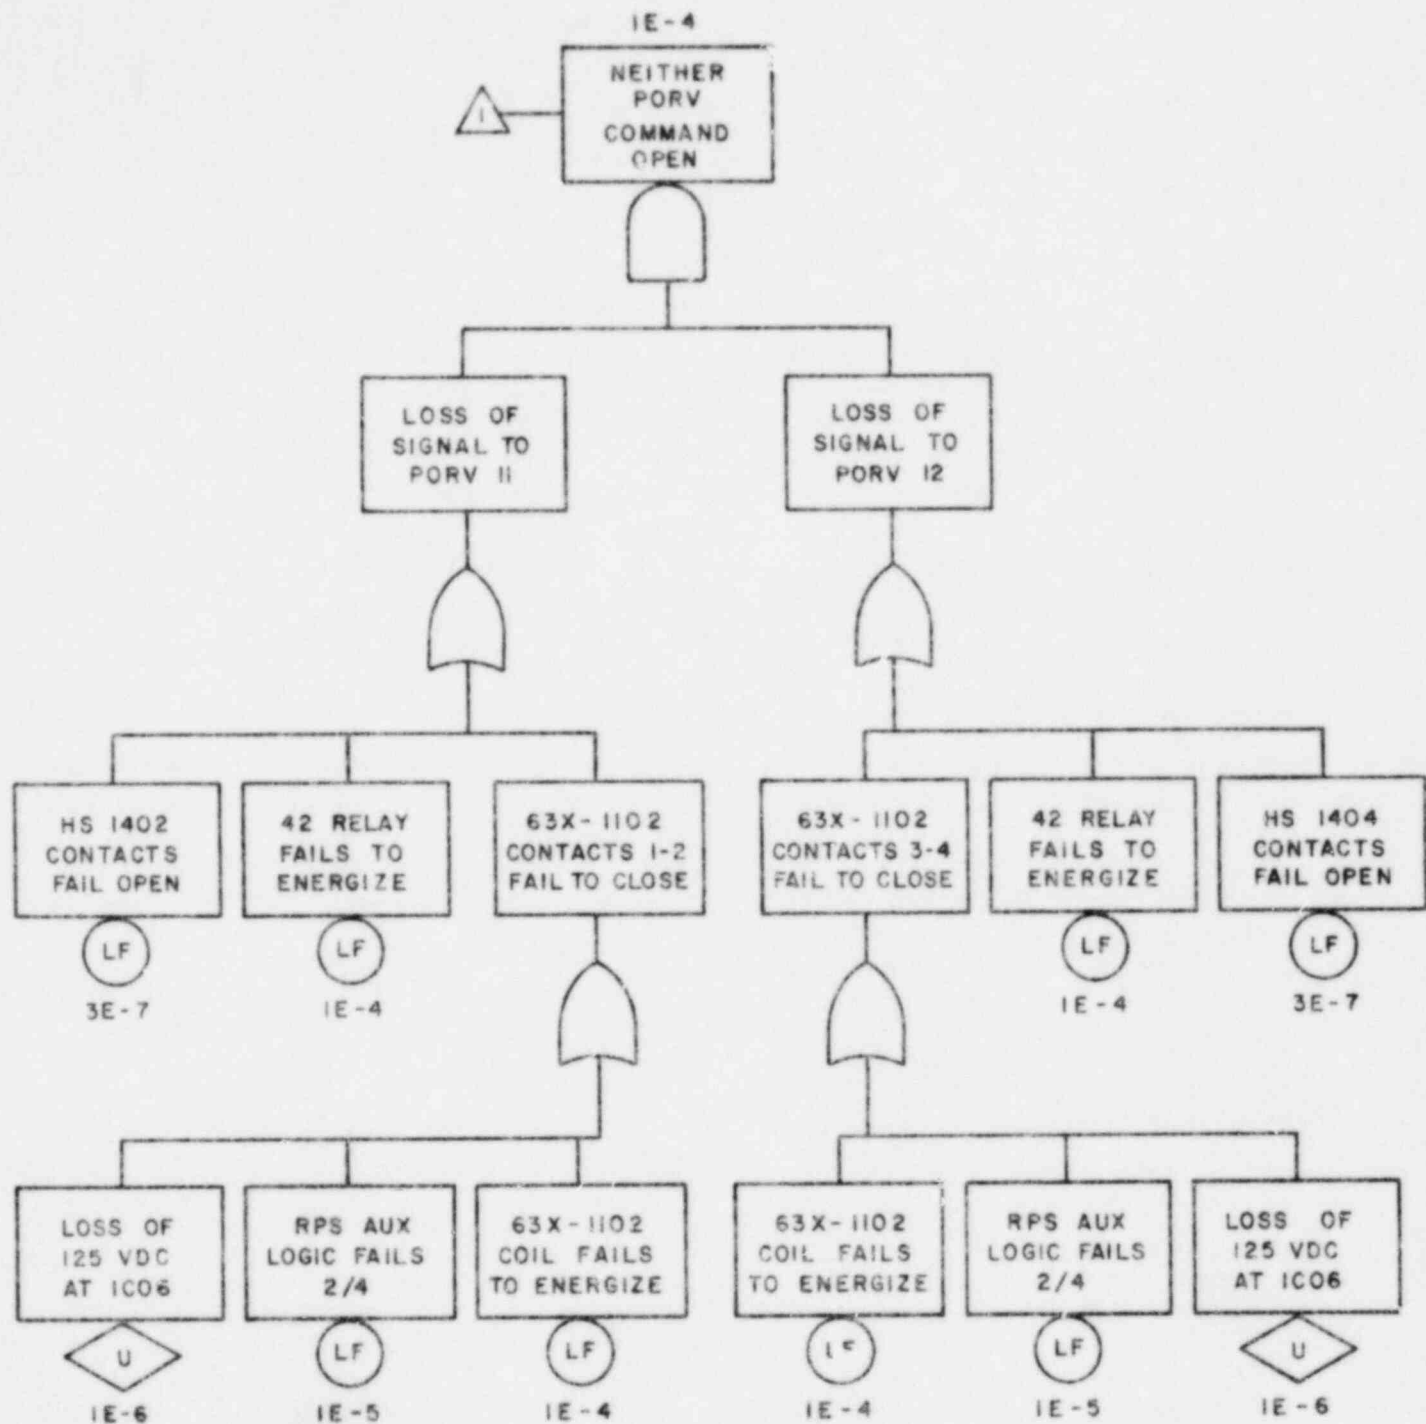 1E-4
NEITHER
PORV
COMMAND
OPEN
1
LOSS OF
SIGNAL TO
PORV 11
LOSS OF
SIGNAL TO
PORV 12
HS 1402
CONTACTS
FAIL OPEN
LF
3E-7
42 RELAY
FAILS TO
ENERGIZE
LF
1E-4
63X-1102
CONTACTS 1-2
FAIL TO CLOSE
63X-1102
CONTACTS 3-4
FAIL TO CLOSE
42 RELAY
FAILS TO
ENERGIZE
LF
1E-4
HS 1404
CONTACTS
FAIL OPEN
LF
3E-7
LOSS OF
125 VDC
AT 1C06
U
1E-6
RPS AUX
LOGIC FAILS
2/4
LF
1E-5
63X-1102
COIL FAILS
TO ENERGIZE
LF
1E-4
63X-1102
COIL FAILS
TO ENERGIZE
LF
1E-4
RPS AUX
LOGIC FAILS
2/4
LF
1E-5
LOSS OF
125 VDC
AT 1C06
U
1E-6